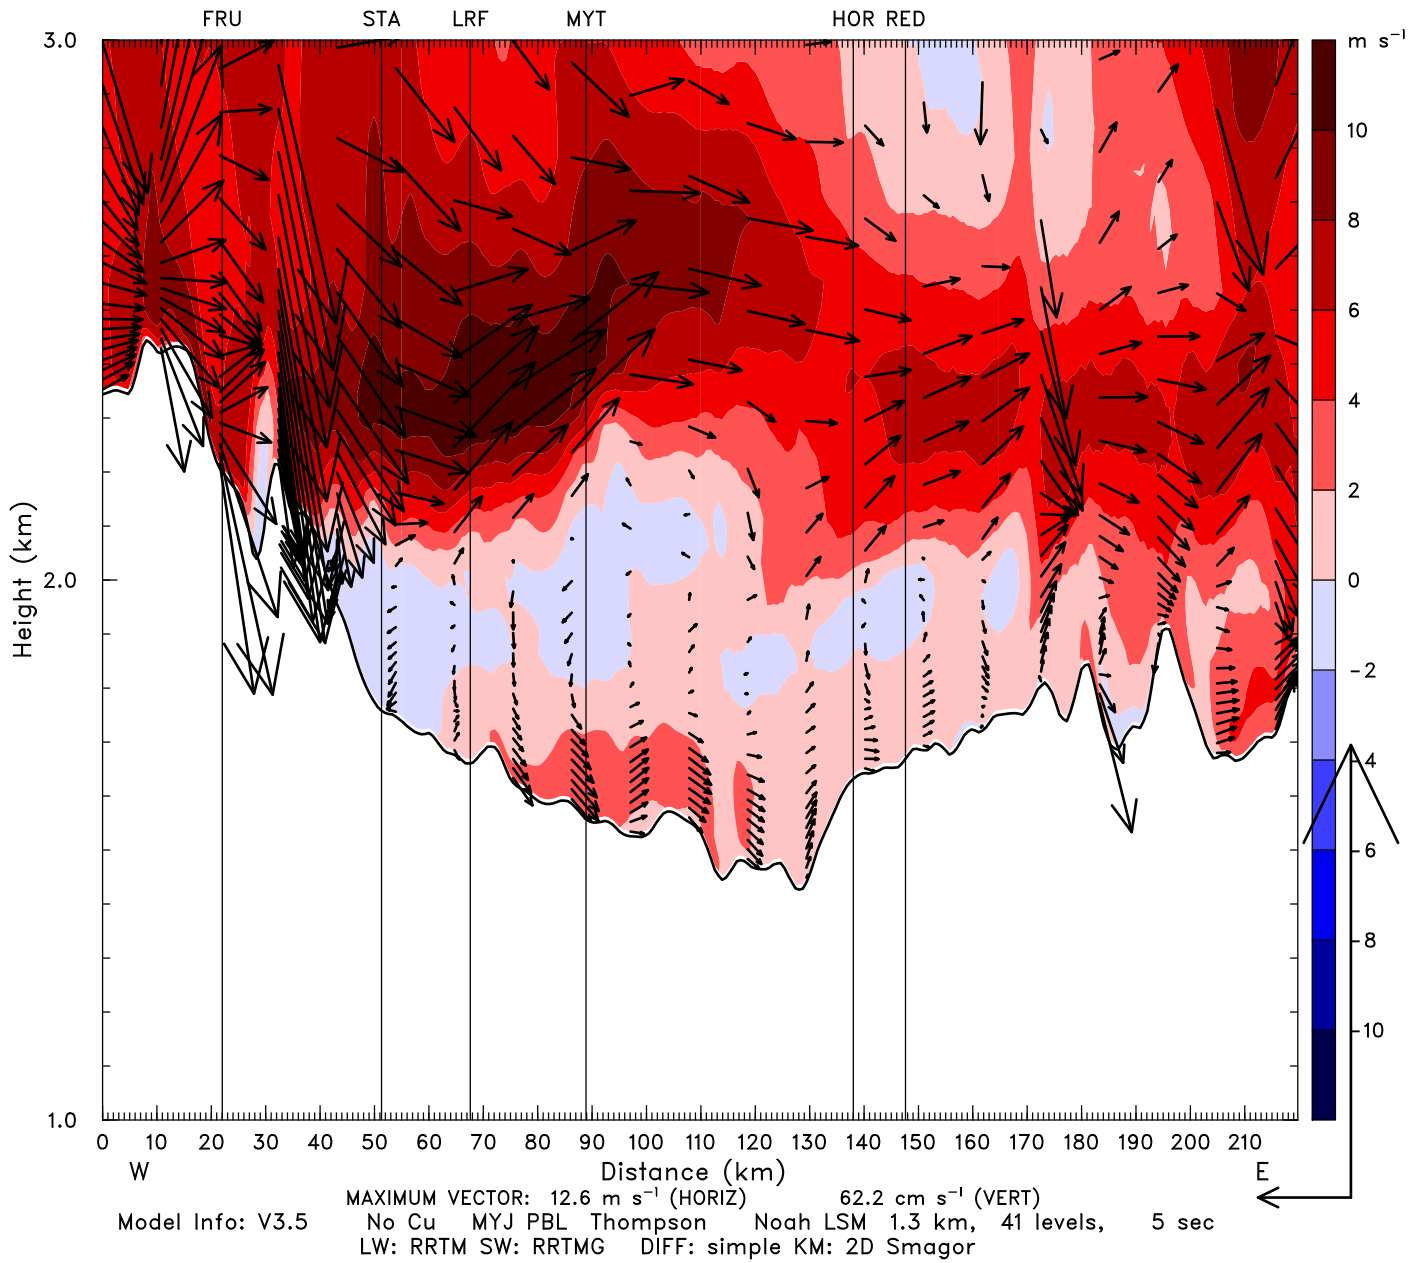 FRU STA LRF MYT HOR RED
3.0
m s⁻¹
10
8
6
4
2
0
-2
-4
-6
-8
-10
Height (km)
2.0
1.0
0 10 20 30 40 50 60 70 80 90 100 110 120 130 140 150 160 170 180 190 200 210
W Distance (km) E
MAXIMUM VECTOR: 12.6 m s⁻¹ (HORIZ) 62.2 cm s⁻¹ (VERT)
Model Info: V3.5 No Cu MYJ PBL Thompson Noah LSM 1.3 km, 41 levels, 5 sec
LW: RRTM SW: RRTMG DIFF: simple KM: 2D Smagor